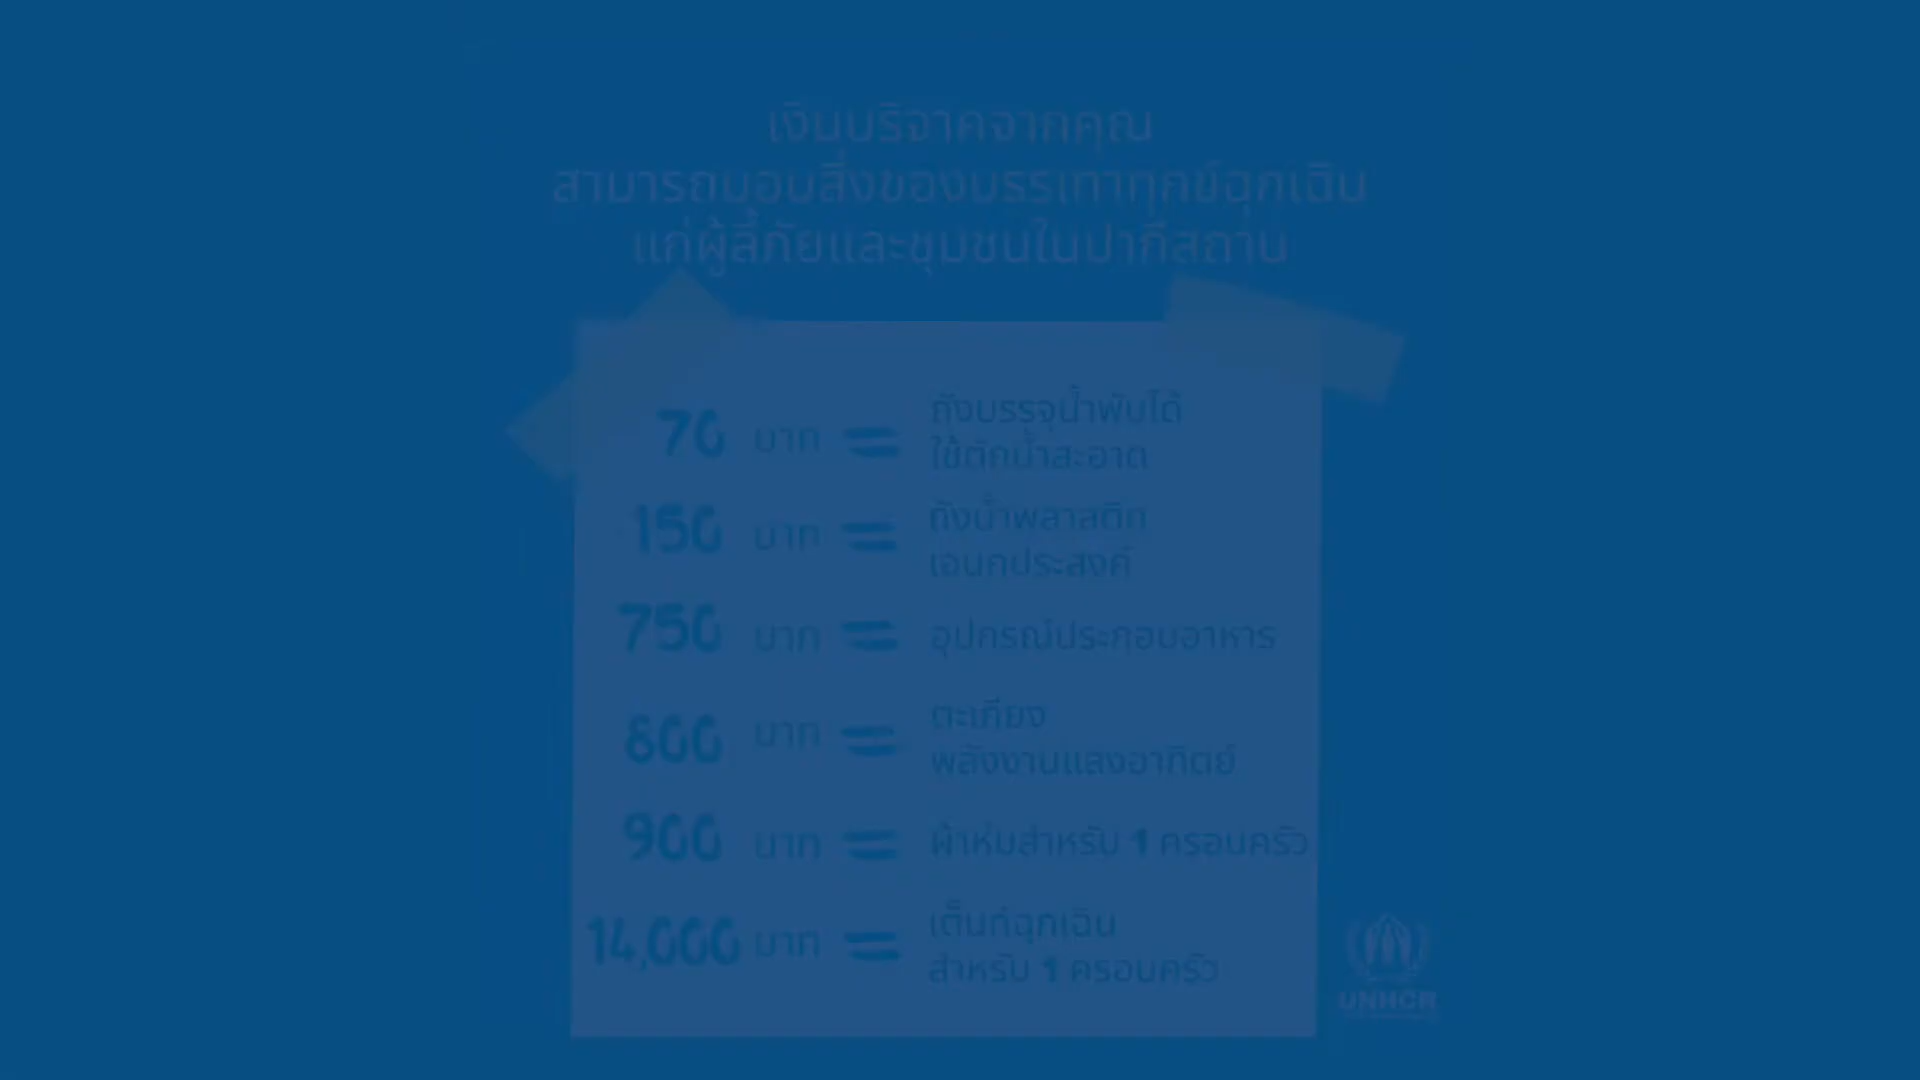 เงินบริจาคจากคุณ
สามารถมอบสิ่งของบรรเทาทุกข์ฉุกเฉิน
แก่ผู้ลี้ภัยและชุมชนในปากีสถาน
70 บาท = ถังบรรจุน้ำพับได้
ใช้ตักน้ำสะอาด
150 บาท = ถังน้ำพลาสติก
เอนกประสงค์
750 บาท = อุปกรณ์ประกอบอาหาร
800 บาท = ตะเกียง
พลังงานแสงอาทิตย์
900 บาท = ผ้าห่มสำหรับ 1 ครอบครัว
14,000 บาท = เต็นท์ฉุกเฉิน
สำหรับ 1 ครอบครัว
UNHCR